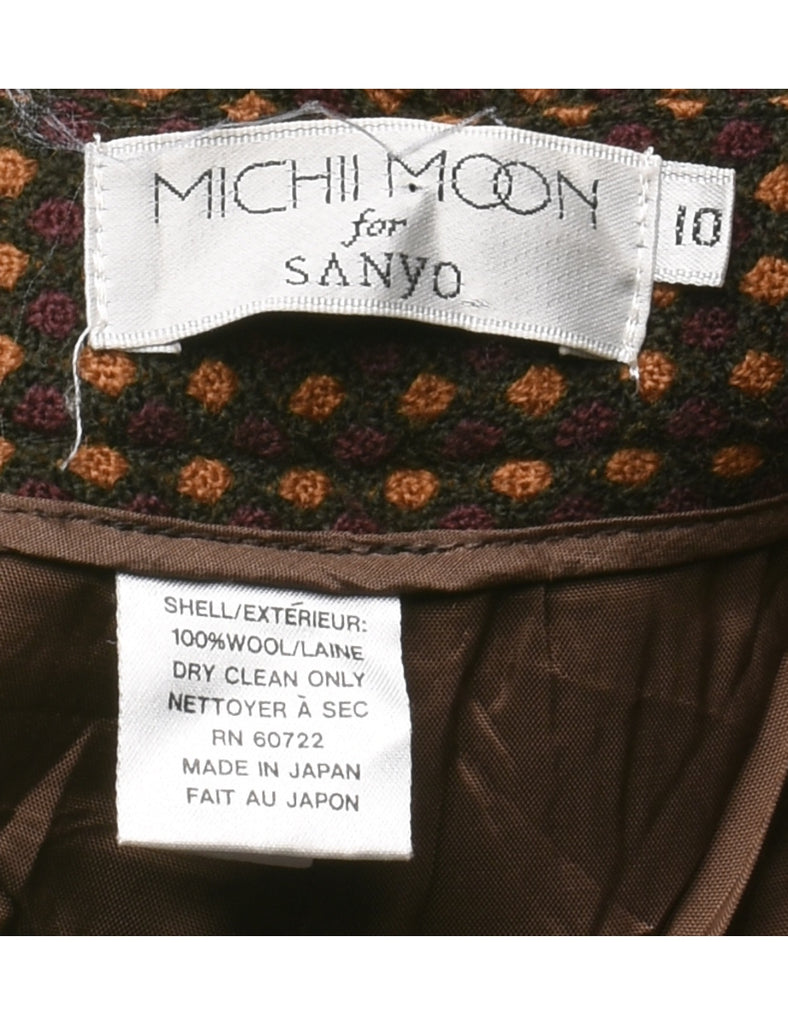 MICHII MOON
for
SANYO
10
SHELL/EXTÉRIEUR:
100%WOOL/LAINE
DRY CLEAN ONLY
NETTOYER À SEC
RN 60722
MADE IN JAPAN
FAIT AU JAPON